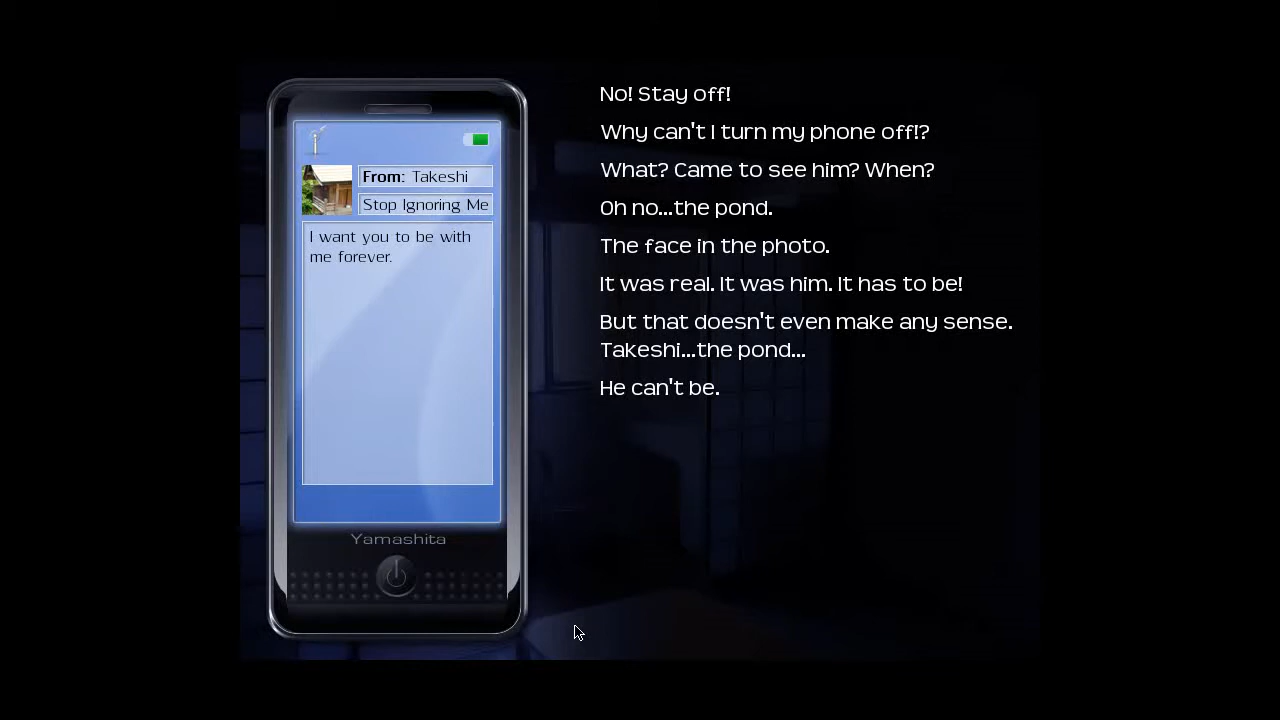 From: Takeshi
Stop Ignoring Me
I want you to be with
me forever.
Yamashita
No! Stay off!
Why can't I turn my phone off!?
What? Came to see him? When?
Oh no...the pond.
The face in the photo.
It was real. It was him. It has to be!
But that doesn't even make any sense.
Takeshi...the pond...
He can't be.